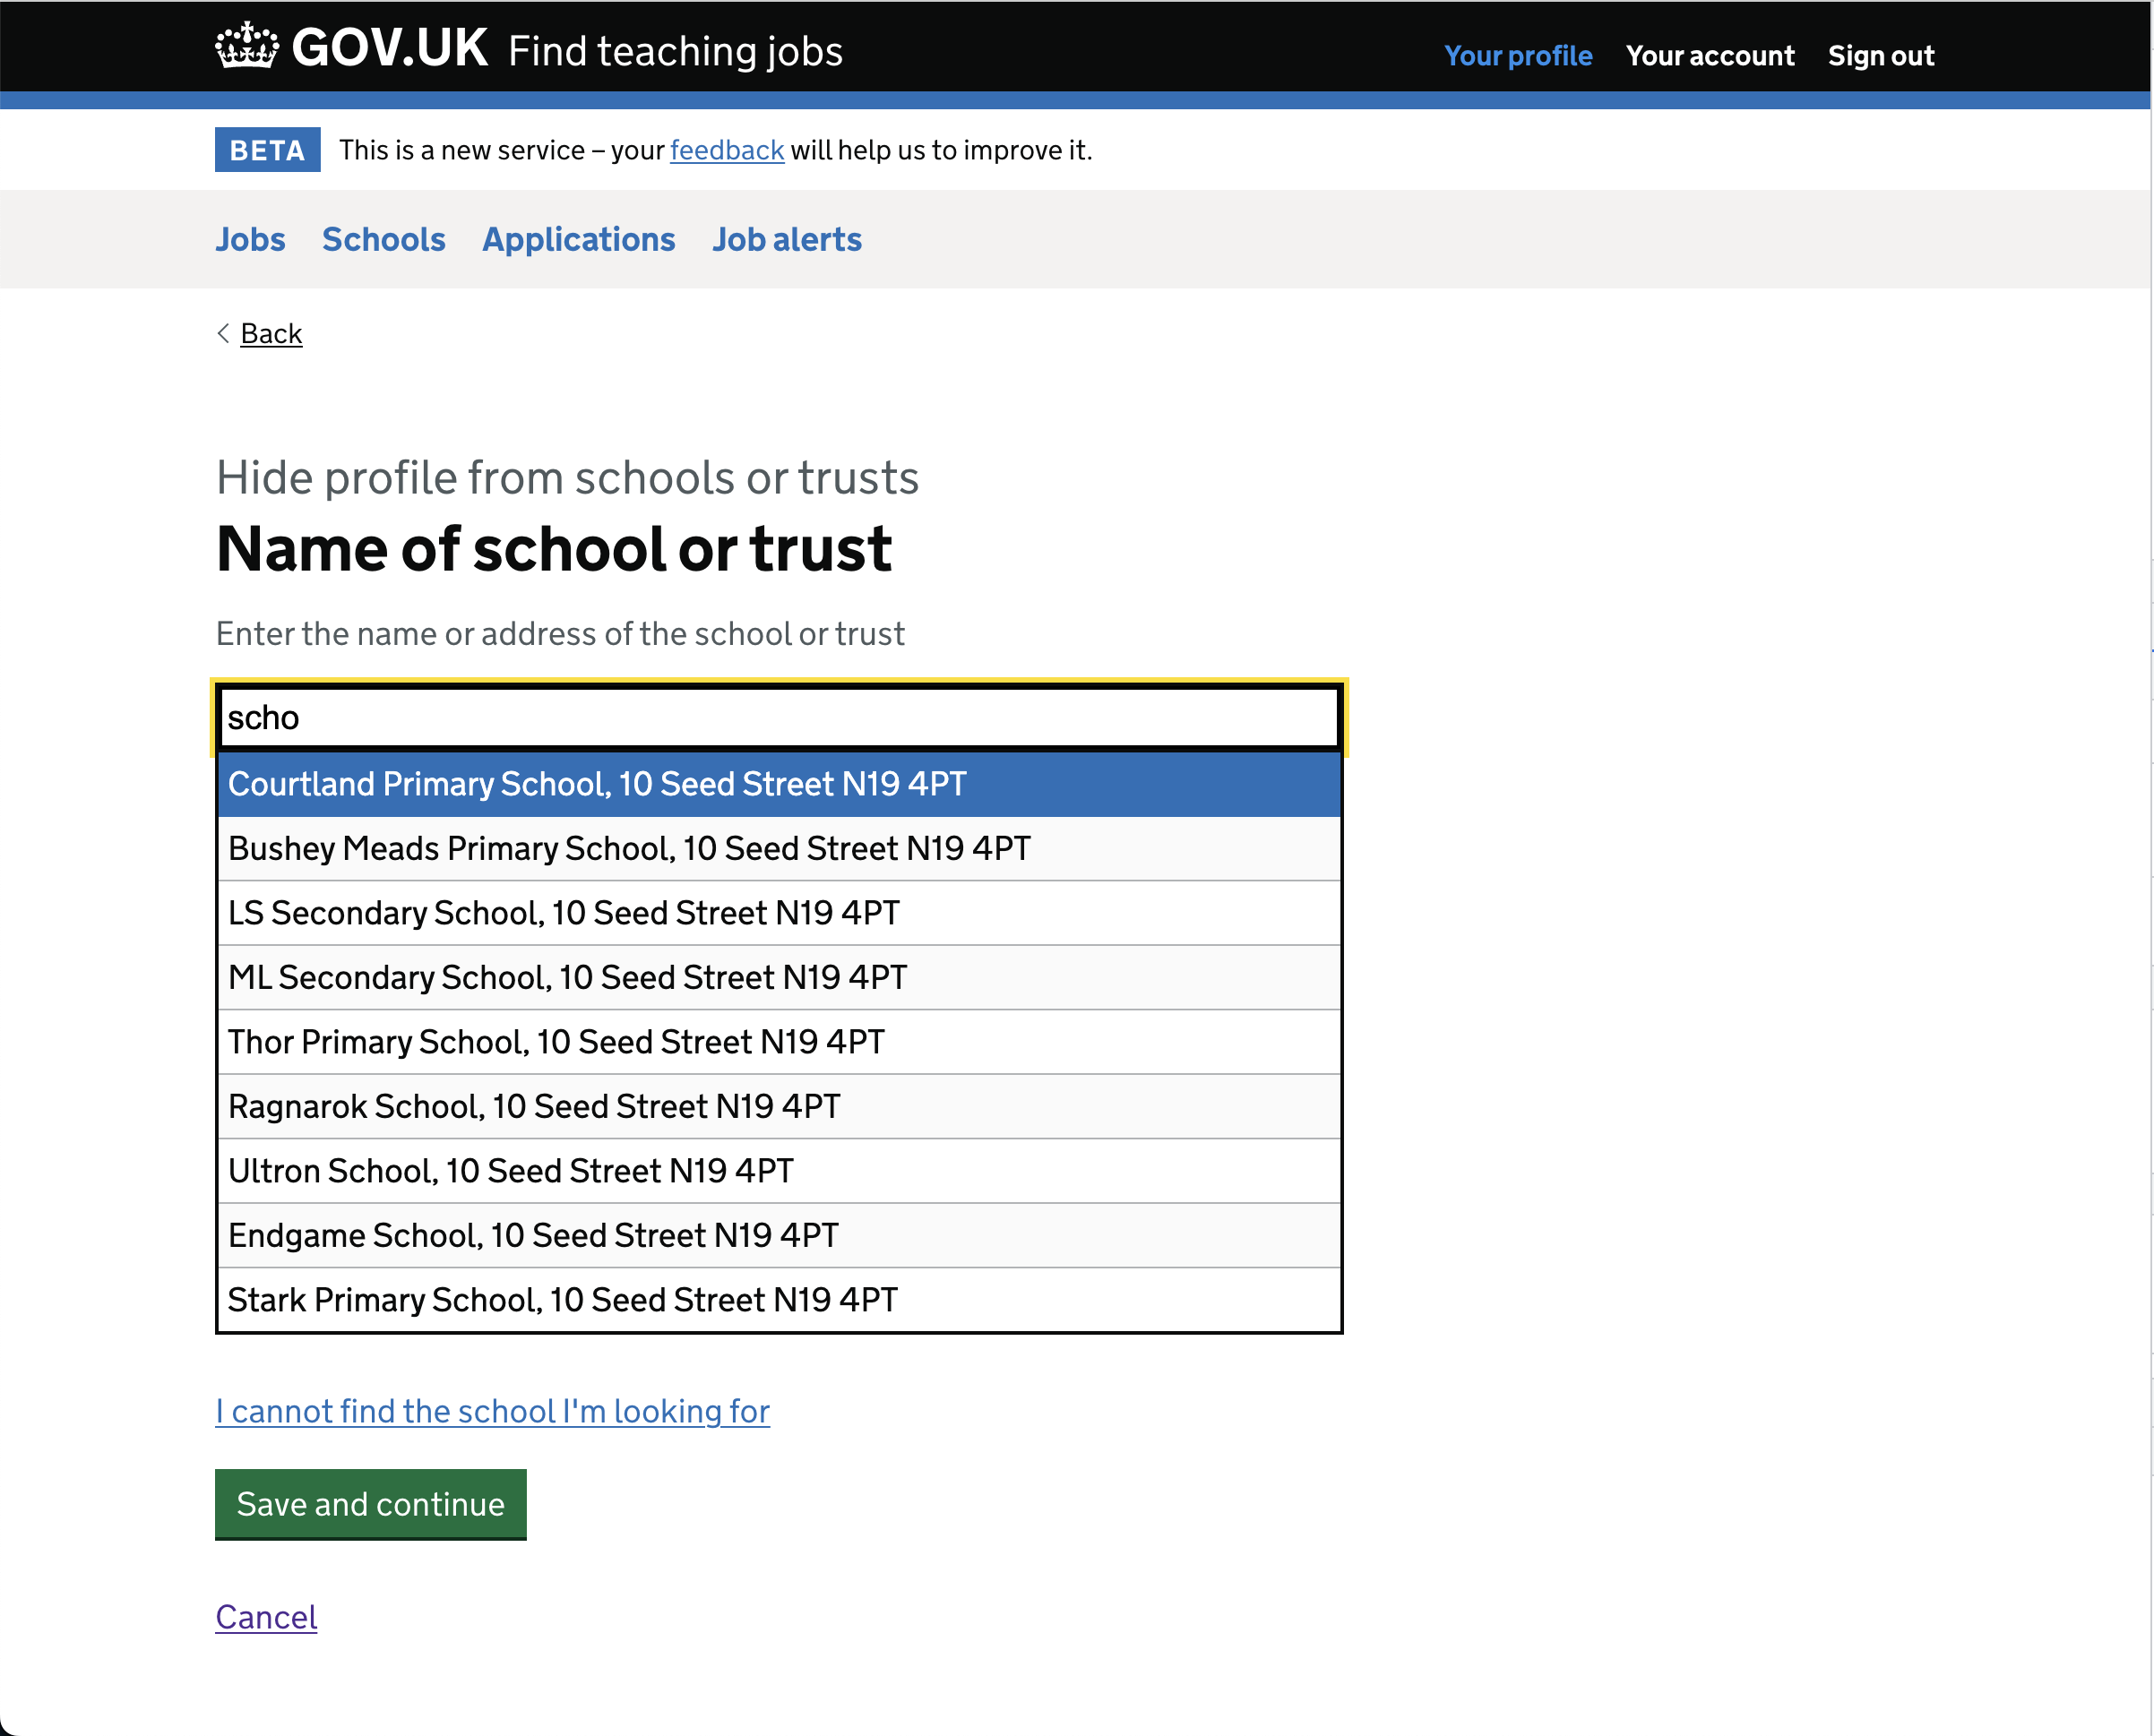 GOV.UK Find teaching jobs Your profile Your account Sign out
BETA This is a new service – your feedback will help us to improve it.
Jobs Schools Applications Job alerts
Back
Hide profile from schools or trusts
Name of school or trust
Enter the name or address of the school or trust
scho
Courtland Primary School, 10 Seed Street N19 4PT
Bushey Meads Primary School, 10 Seed Street N19 4PT
LS Secondary School, 10 Seed Street N19 4PT
ML Secondary School, 10 Seed Street N19 4PT
Thor Primary School, 10 Seed Street N19 4PT
Ragnarok School, 10 Seed Street N19 4PT
Ultron School, 10 Seed Street N19 4PT
Endgame School, 10 Seed Street N19 4PT
Stark Primary School, 10 Seed Street N19 4PT
I cannot find the school I'm looking for
Save and continue
Cancel